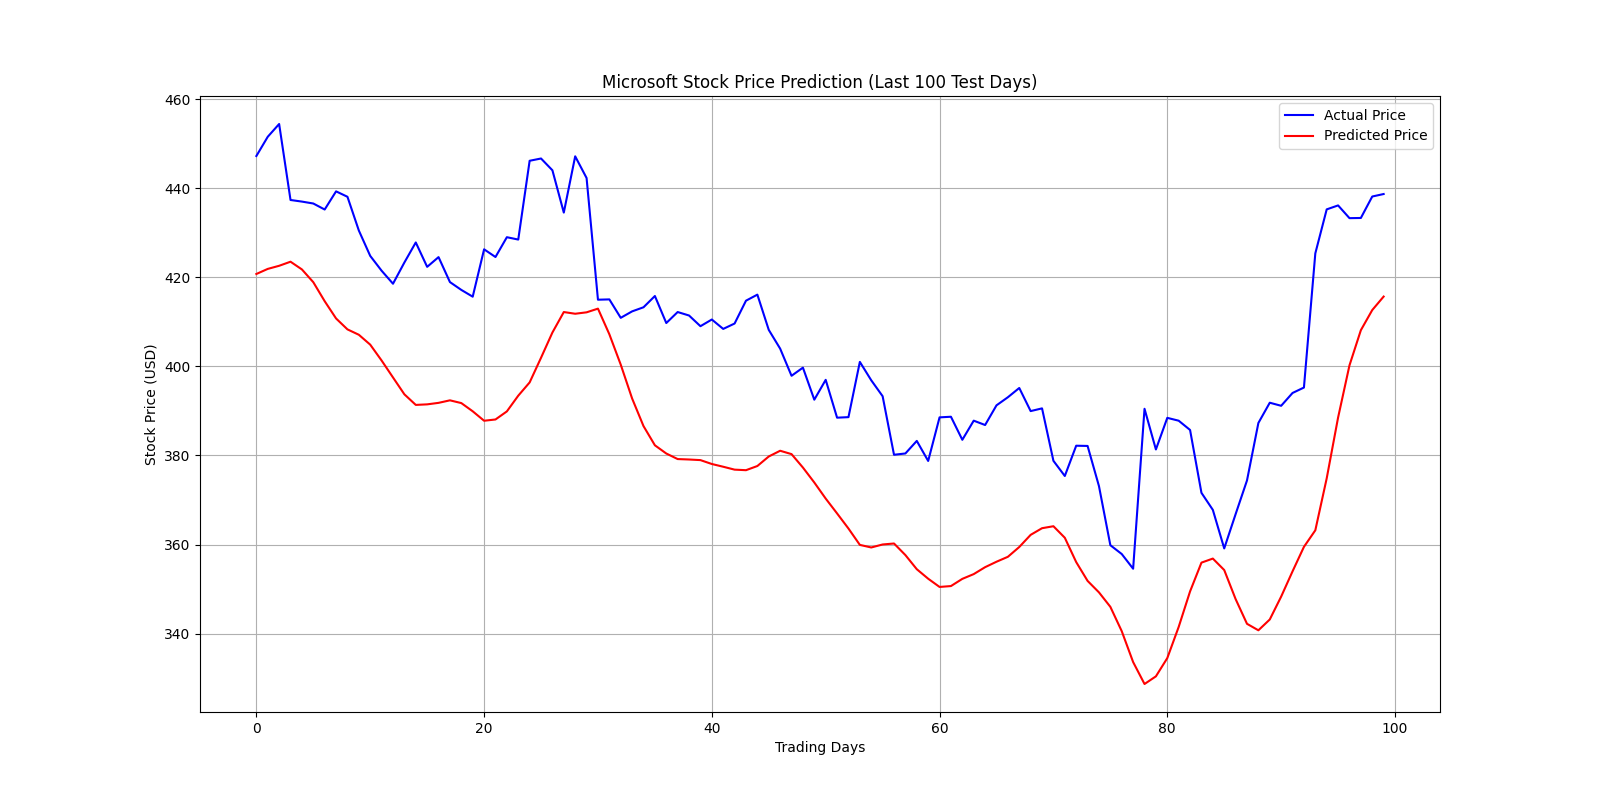 Microsoft Stock Price Prediction (Last 100 Test Days)
Actual Price
Predicted Price
Stock Price (USD)
460
440
420
400
380
360
340
0 20 40 60 80 100
Trading Days